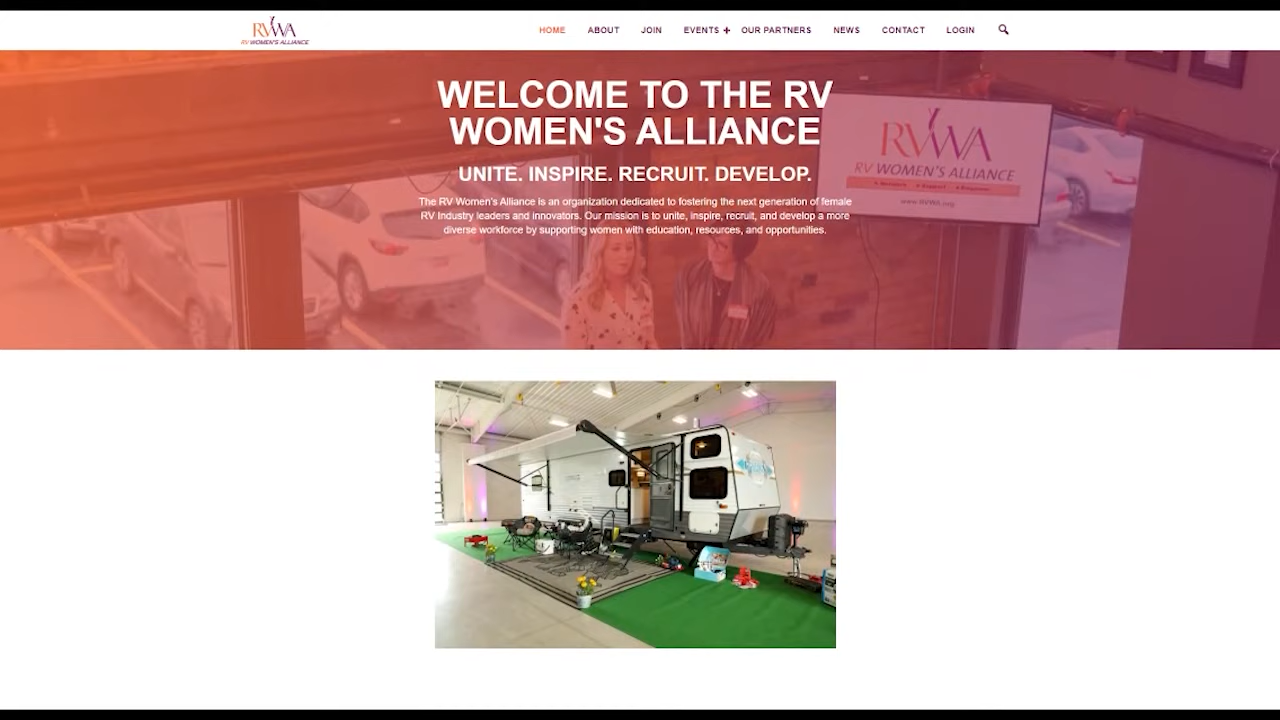 RVWA
RV WOMEN'S ALLIANCE
HOME ABOUT JOIN EVENTS + OUR PARTNERS NEWS CONTACT LOGIN
WELCOME TO THE RV
WOMEN'S ALLIANCE
UNITE. INSPIRE. RECRUIT. DEVELOP.
The RV Women's Alliance is an organization dedicated to fostering the next generation of female
RV Industry leaders and innovators. Our mission is to unite, inspire, recruit, and develop a more
diverse workforce by supporting women with education, resources, and opportunities.
RVWA
RV WOMEN'S ALLIANCE
www.RVWA.org